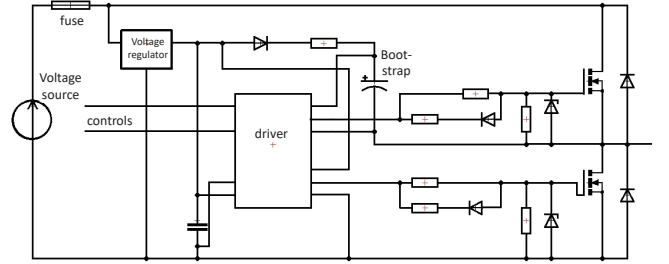 fuse
Voltage
regulator
Boot-
strap
Voltage
source
controls
driver